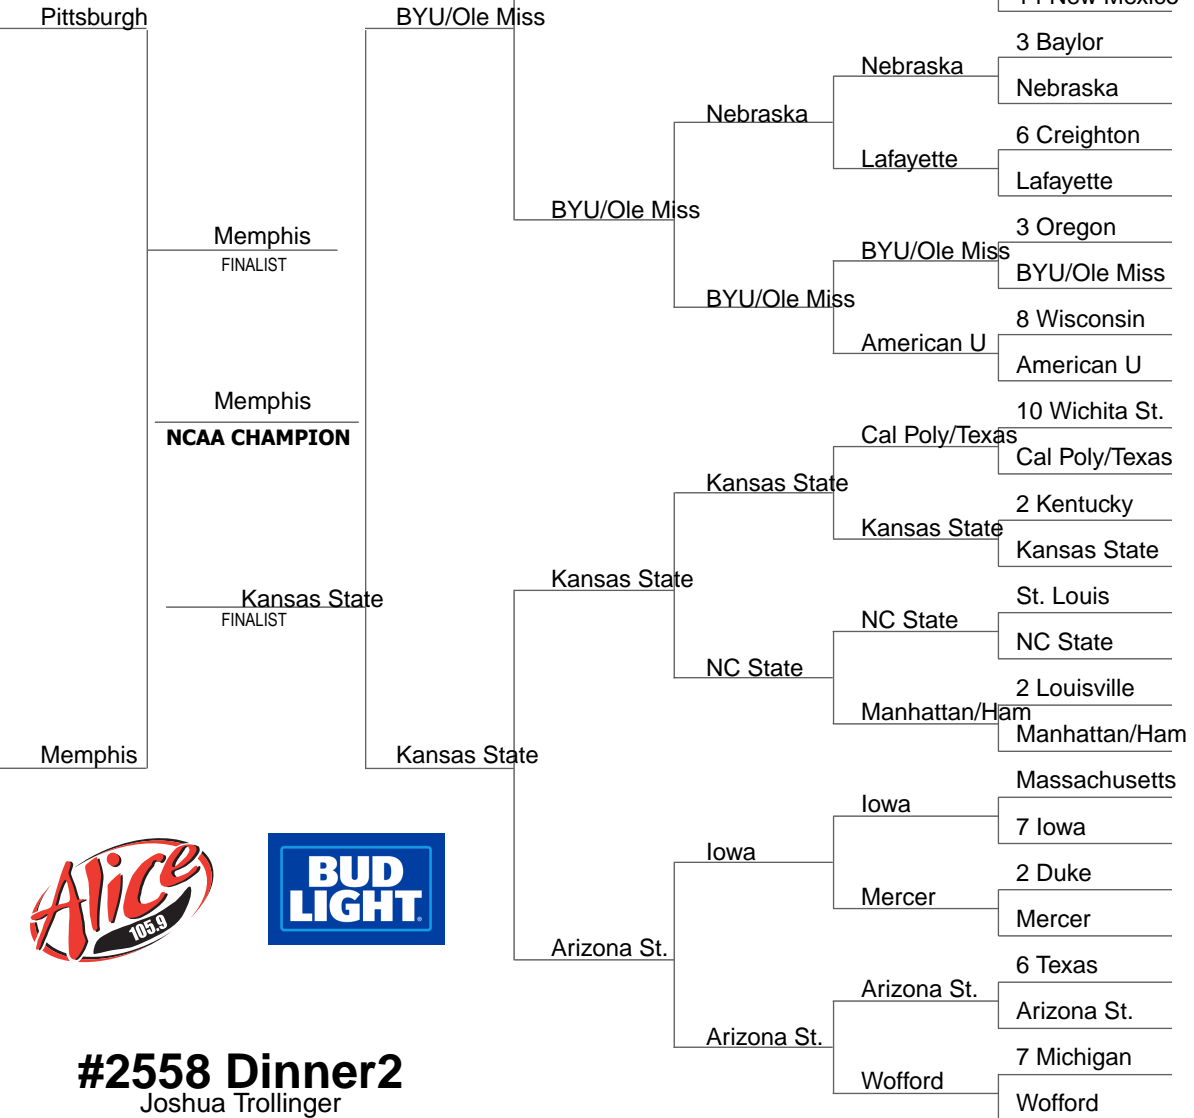 Pittsburgh
BYU/Ole Miss
3 Baylor
Nebraska
Nebraska
Nebraska
6 Creighton
Lafayette
Lafayette
BYU/Ole Miss
3 Oregon
Memphis
FINALIST
BYU/Ole Miss
BYU/Ole Miss
BYU/Ole Miss
8 Wisconsin
American U
American U
Memphis
NCAA CHAMPION
10 Wichita St.
Cal Poly/Texas
Cal Poly/Texas
Kansas State
2 Kentucky
Kansas State
Kansas State
Kansas State
Kansas State
FINALIST
St. Louis
NC State
NC State
NC State
2 Louisville
Manhattan/Ham
Manhattan/Ham
Memphis
Kansas State
Massachusetts
Iowa
7 Iowa
Iowa
2 Duke
Mercer
Mercer
Alice
105.9
BUD
LIGHT
Arizona St.
6 Texas
Arizona St.
Arizona St.
Arizona St.
7 Michigan
Wofford
Wofford
#2558 Dinner2
Joshua Trollinger